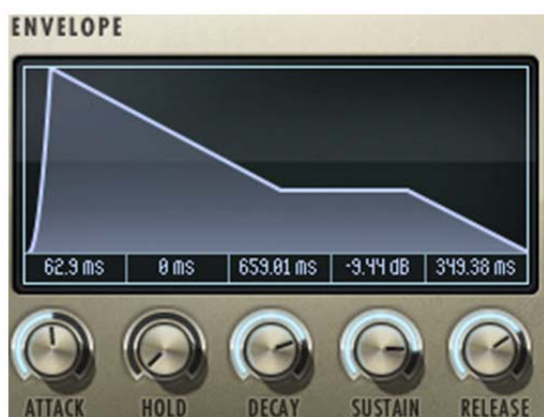 ENVELOPE
62.9 ms 0 ms 659.01 ms -9.44 dB 349.38 ms
ATTACK HOLD DECAY SUSTAIN RELEASE